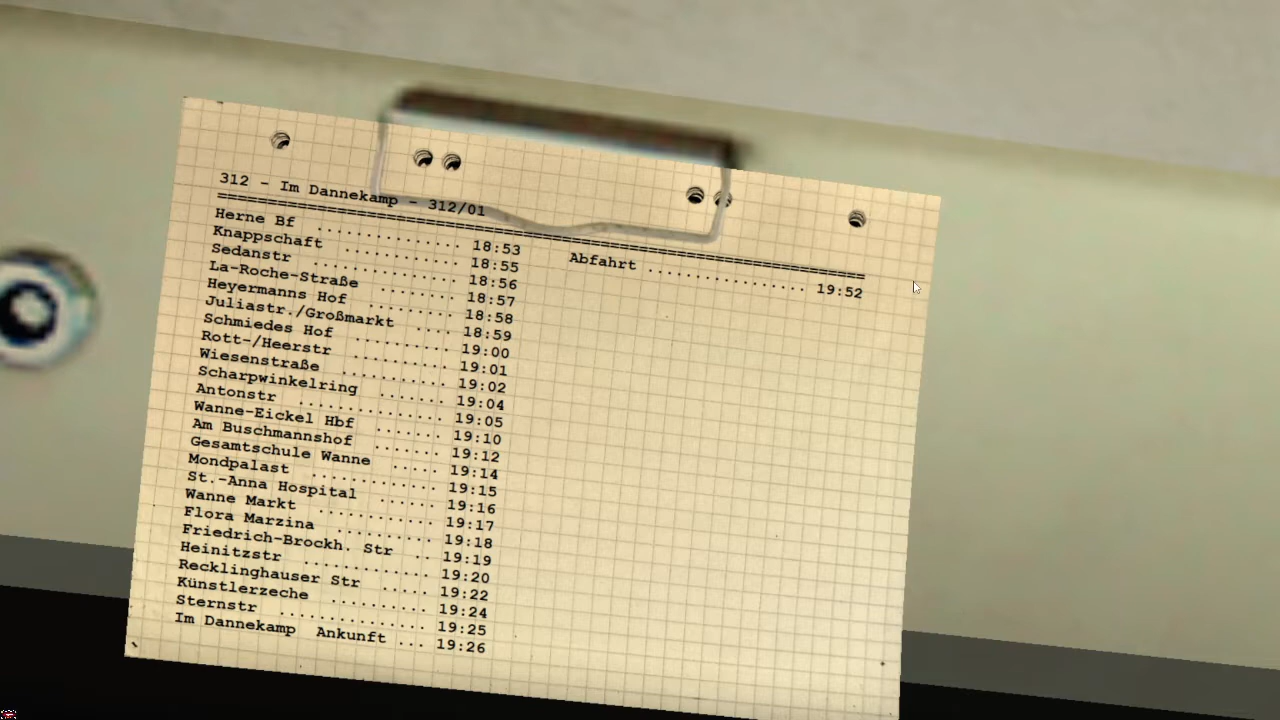 312 - Im Dannekamp - 312/01
Herne Bf .............. 18:53 Abfahrt ............... 19:52
Knappschaft ........... 18:55
Sedanstr .............. 18:56
La-Roche-Straße ....... 18:57
Heyermanns Hof ........ 18:58
Juliastr./Großmarkt .... 18:59
Schmiedes Hof ......... 19:00
Rott-/Heerstr ......... 19:01
Wiesenstraße .......... 19:02
Scharpwinkelring ...... 19:04
Antonstr .............. 19:05
Wanne-Eickel Hbf ....... 19:10
Am Buschmannshof ....... 19:12
Gesamtschule Wanne ..... 19:14
Mondpalast ............ 19:15
St.-Anna Hospital ...... 19:16
Wanne Markt ........... 19:17
Flora Marzina ......... 19:18
Friedrich-Brockh. Str .. 19:19
Heinitzstr ............ 19:20
Recklinghauser Str ..... 19:22
Künstlerzeche ......... 19:24
Sternstr .............. 19:25
Im Dannekamp Ankunft ... 19:26